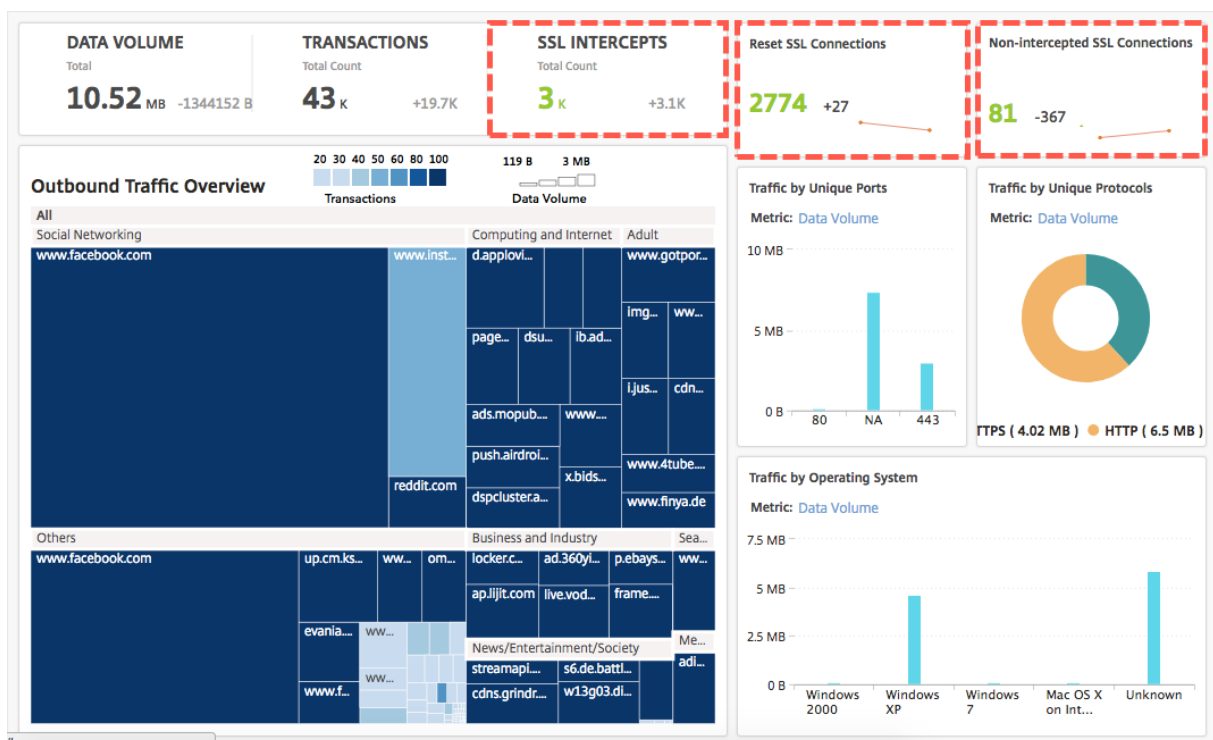 DATA VOLUME
Total
10.52 MB -1344152 B
TRANSACTIONS
Total Count
43 K +19.7K
SSL INTERCEPTS
Total Count
3 K +3.1K
Reset SSL Connections
2774 +27
Non-intercepted SSL Connections
81 -367
Outbound Traffic Overview
20 30 40 50 60 80 100
Transactions
119 B 3 MB
Data Volume
All
Social Networking
www.facebook.com
www.inst...
reddit.com
Computing and Internet
d.applovi...
page... dsu... ib.ad...
ads.mopub.... www....
push.airdroi...
x.bids...
dspcluster.a...
Adult
www.gotpor...
img... ww...
i.jus... cdn...
www.4tube....
www.finya.de
Others
www.facebook.com
up.cm.ks... ww... om...
evania.... ww...
ww...
www.f...
Business and Industry
locker.c... ad.360yi... p.ebays...
ap.lijit.com live.vod... frame....
Sea...
ww...
News/Entertainment/Society
streamapi.... s6.de.battl...
cdns.grindr.... w13g03.di...
Me...
adi...
Traffic by Unique Ports
Metric: Data Volume
10 MB
5 MB
0 B
80 NA 443
Traffic by Unique Protocols
Metric: Data Volume
TTPS ( 4.02 MB ) HTTP ( 6.5 MB )
Traffic by Operating System
Metric: Data Volume
7.5 MB
5 MB
2.5 MB
0 B
Windows 2000
Windows XP
Windows 7
Mac OS X on Int...
Unknown